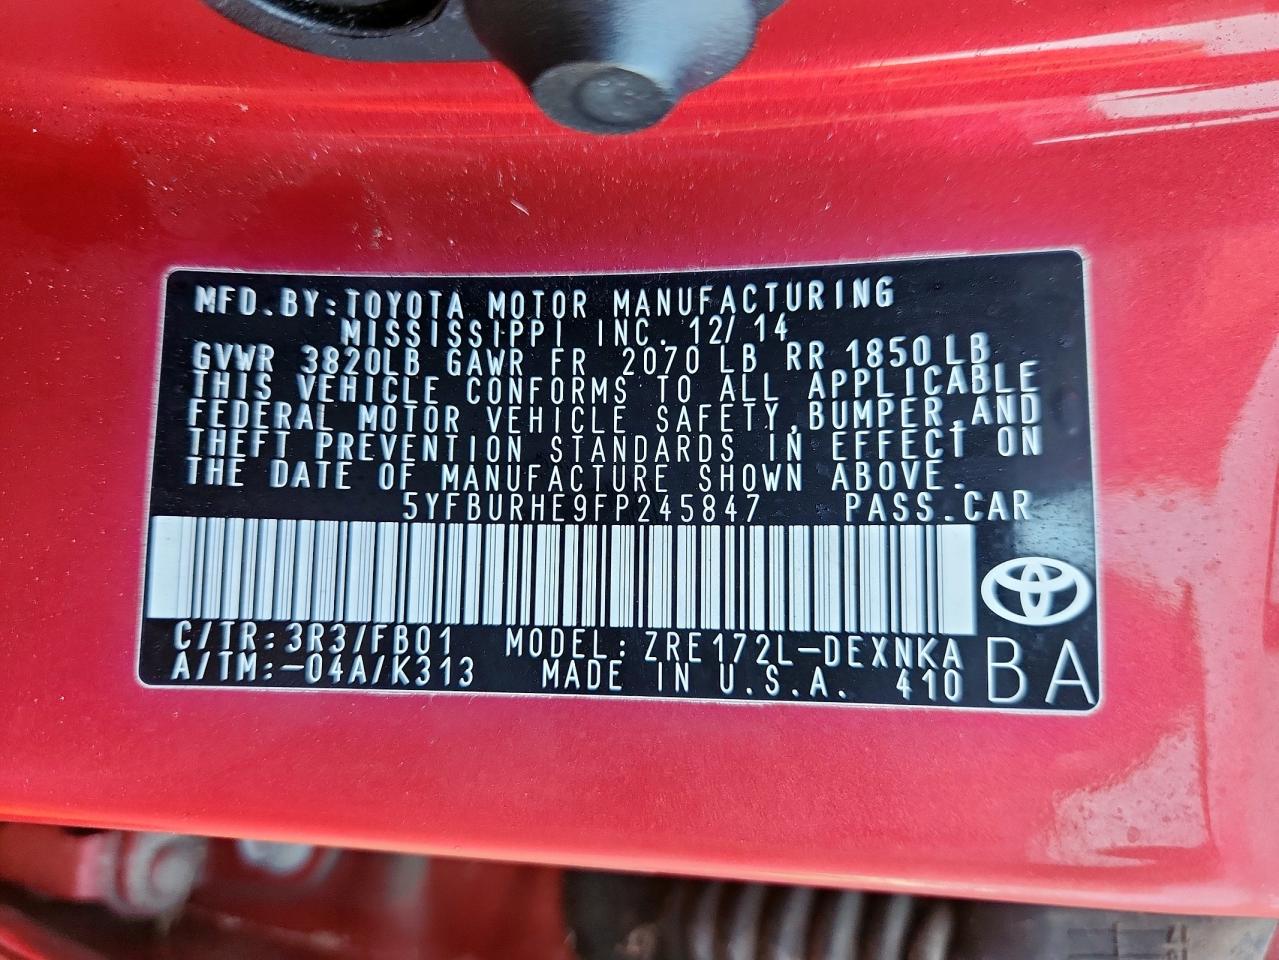 MFD.BY:TOYOTA MOTOR MANUFACTURING
MISSISSIPPI INC. 12/14
GVWR 3820LB GAWR FR 2070LB RR 1850LB
THIS VEHICLE CONFORMS TO ALL APPLICABLE
FEDERAL MOTOR VEHICLE SAFETY,BUMPER,AND
THEFT PREVENTION STANDARDS IN EFFECT ON
THE DATE OF MANUFACTURE SHOWN ABOVE.
5YFBURHE9FP245847 PASS.CAR
C/TR:3R3/FB01 MODEL:ZRE172L-DEXNKA
A/TM:-04A/K313 MADE IN U.S.A. 410
BA